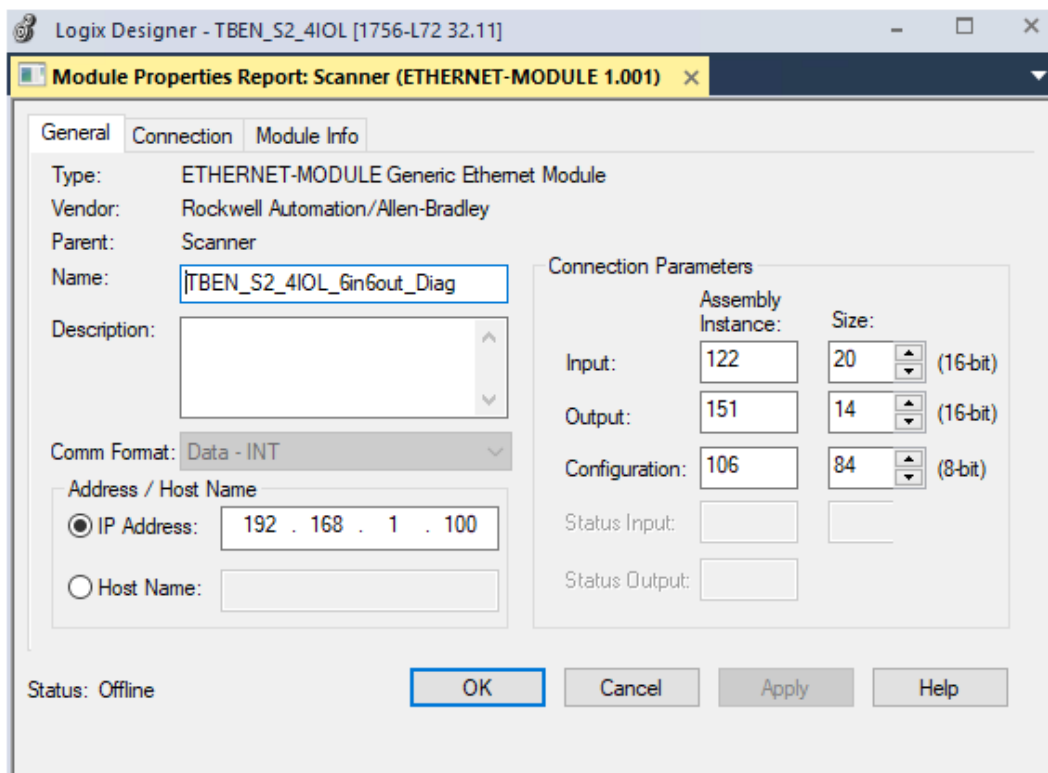 Logix Designer - TBEN_S2_4IOL [1756-L72 32.11]
Module Properties Report: Scanner (ETHERNET-MODULE 1.001)
General Connection Module Info
Type: ETHERNET-MODULE Generic Ethernet Module
Vendor: Rockwell Automation/Allen-Bradley
Parent: Scanner
Name: TBEN_S2_4IOL_6in6out_Diag
Description:
Comm Format: Data - INT
Address / Host Name
IP Address: 192 . 168 . 1 . 100
Host Name:
Connection Parameters
Assembly
Instance: Size:
Input: 122 20 (16-bit)
Output: 151 14 (16-bit)
Configuration: 106 84 (8-bit)
Status Input:
Status Output:
Status: Offline OK Cancel Apply Help